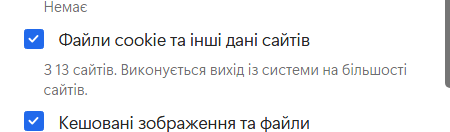 Немає
Файли cookie та інші дані сайтів
З 13 сайтів. Виконується вихід із системи на більшості
сайтів.
Кешовані зображення та файли